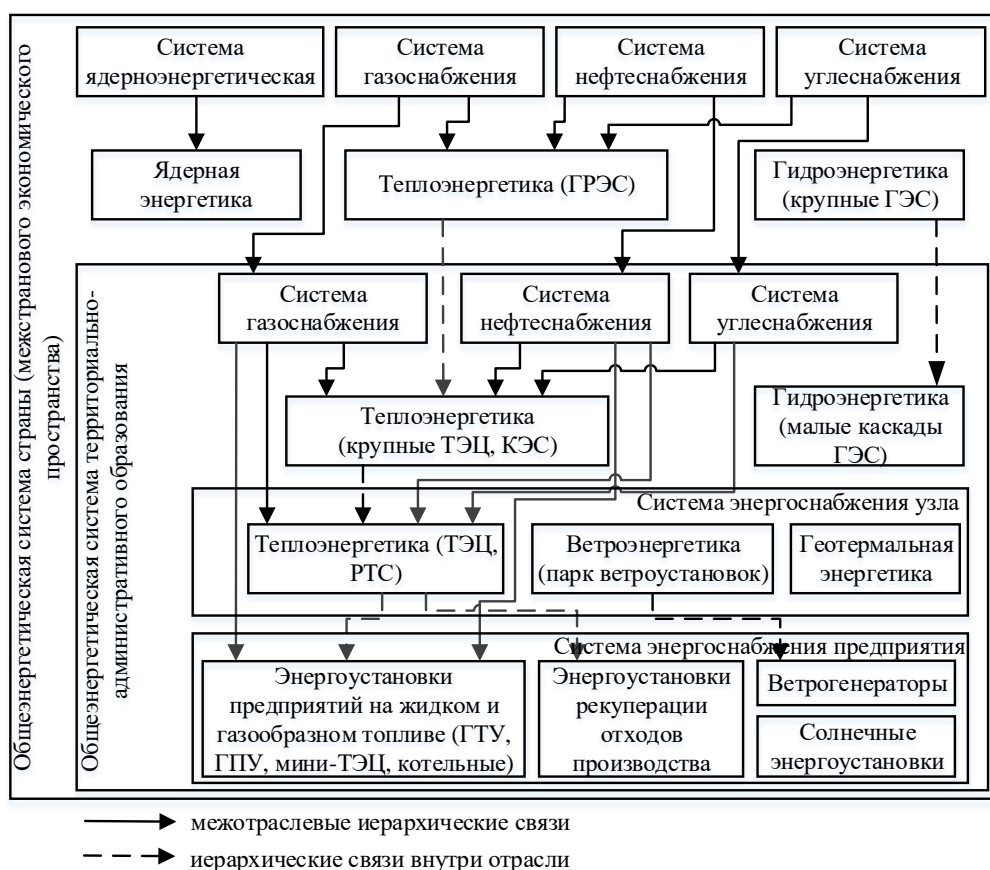 Общеэнергетическая система страны (межстранового экономического
пространства)
Система
ядерноэнергетическая
Система
газоснабжения
Система
нефтеснабжения
Система
углеснабжения
Ядерная
энергетика
Теплоэнергетика (ГРЭС)
Гидроэнергетика
(крупные ГЭС)
Общеэнергетическая система территориально-
административного образования
Система
газоснабжения
Система
нефтеснабжения
Система
углеснабжения
Теплоэнергетика
(крупные ТЭЦ, КЭС)
Гидроэнергетика
(малые каскады
ГЭС)
Система энергоснабжения узла
Теплоэнергетика (ТЭЦ,
РТС)
Ветроэнергетика
(парк ветроустановок)
Геотермальная
энергетика
Система энергоснабжения предприятия
Энергоустановки
предприятий на жидком и
газообразном топливе (ГТУ,
ГПУ, мини-ТЭЦ, котельные)
Энергоустановки
рекуперации
отходов
производства
Ветрогенераторы
Солнечные
энергоустановки
межотраслевые иерархические связи
иерархические связи внутри отрасли